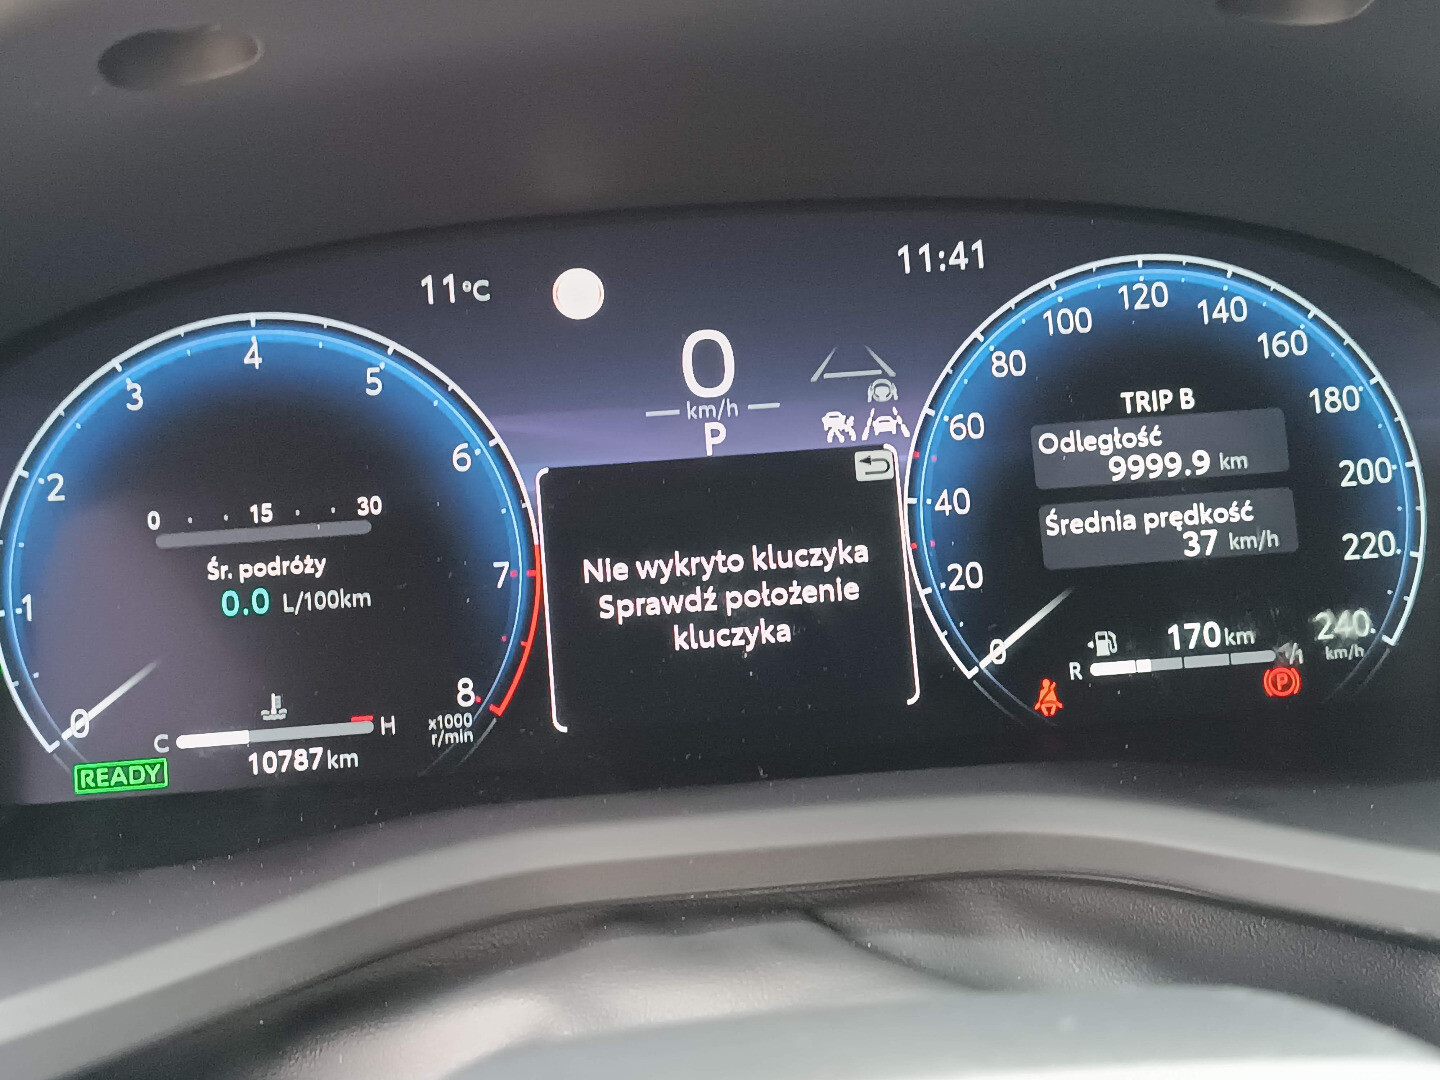 11°C
11:41
0
km/h
P
0 1 2 3 4 5 6 7 8
x1000
r/min
0 15 30
Śr. podróży
0.0 L/100km
C H
10787 km
READY
Nie wykryto kluczyka
Sprawdź położenie
kluczyka
0 20 40 60 80 100 120 140 160 180 200 220 240
km/h
TRIP B
Odległość
9999.9 km
Średnia prędkość
37 km/h
170 km
R 1/1
P